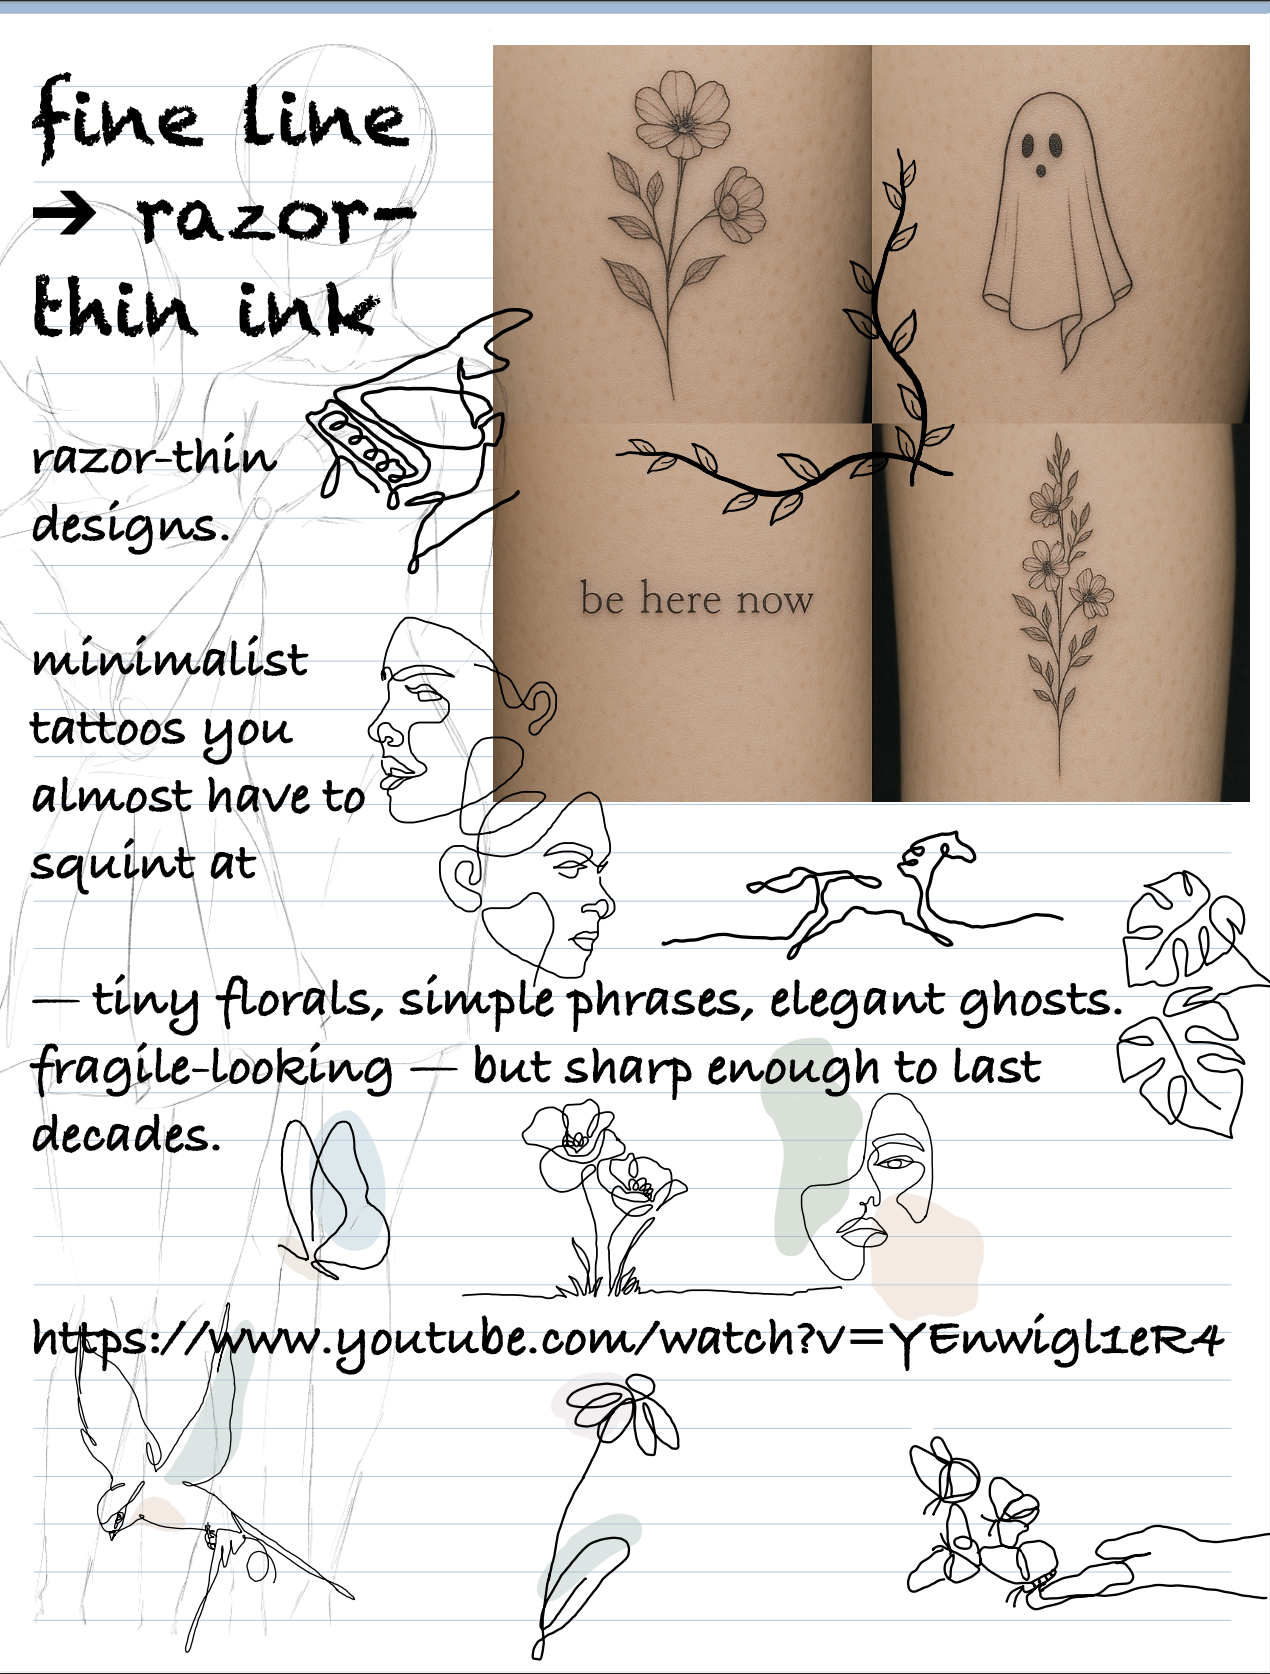 fine line
→ razor-
thin ink
razor-thin
designs.
be here now
minimalist
tattoos you
almost have to
squint at
— tiny florals, simple phrases, elegant ghosts.
fragile-looking — but sharp enough to last
decades.
https://www.youtube.com/watch?v=YEnwigl1eR4